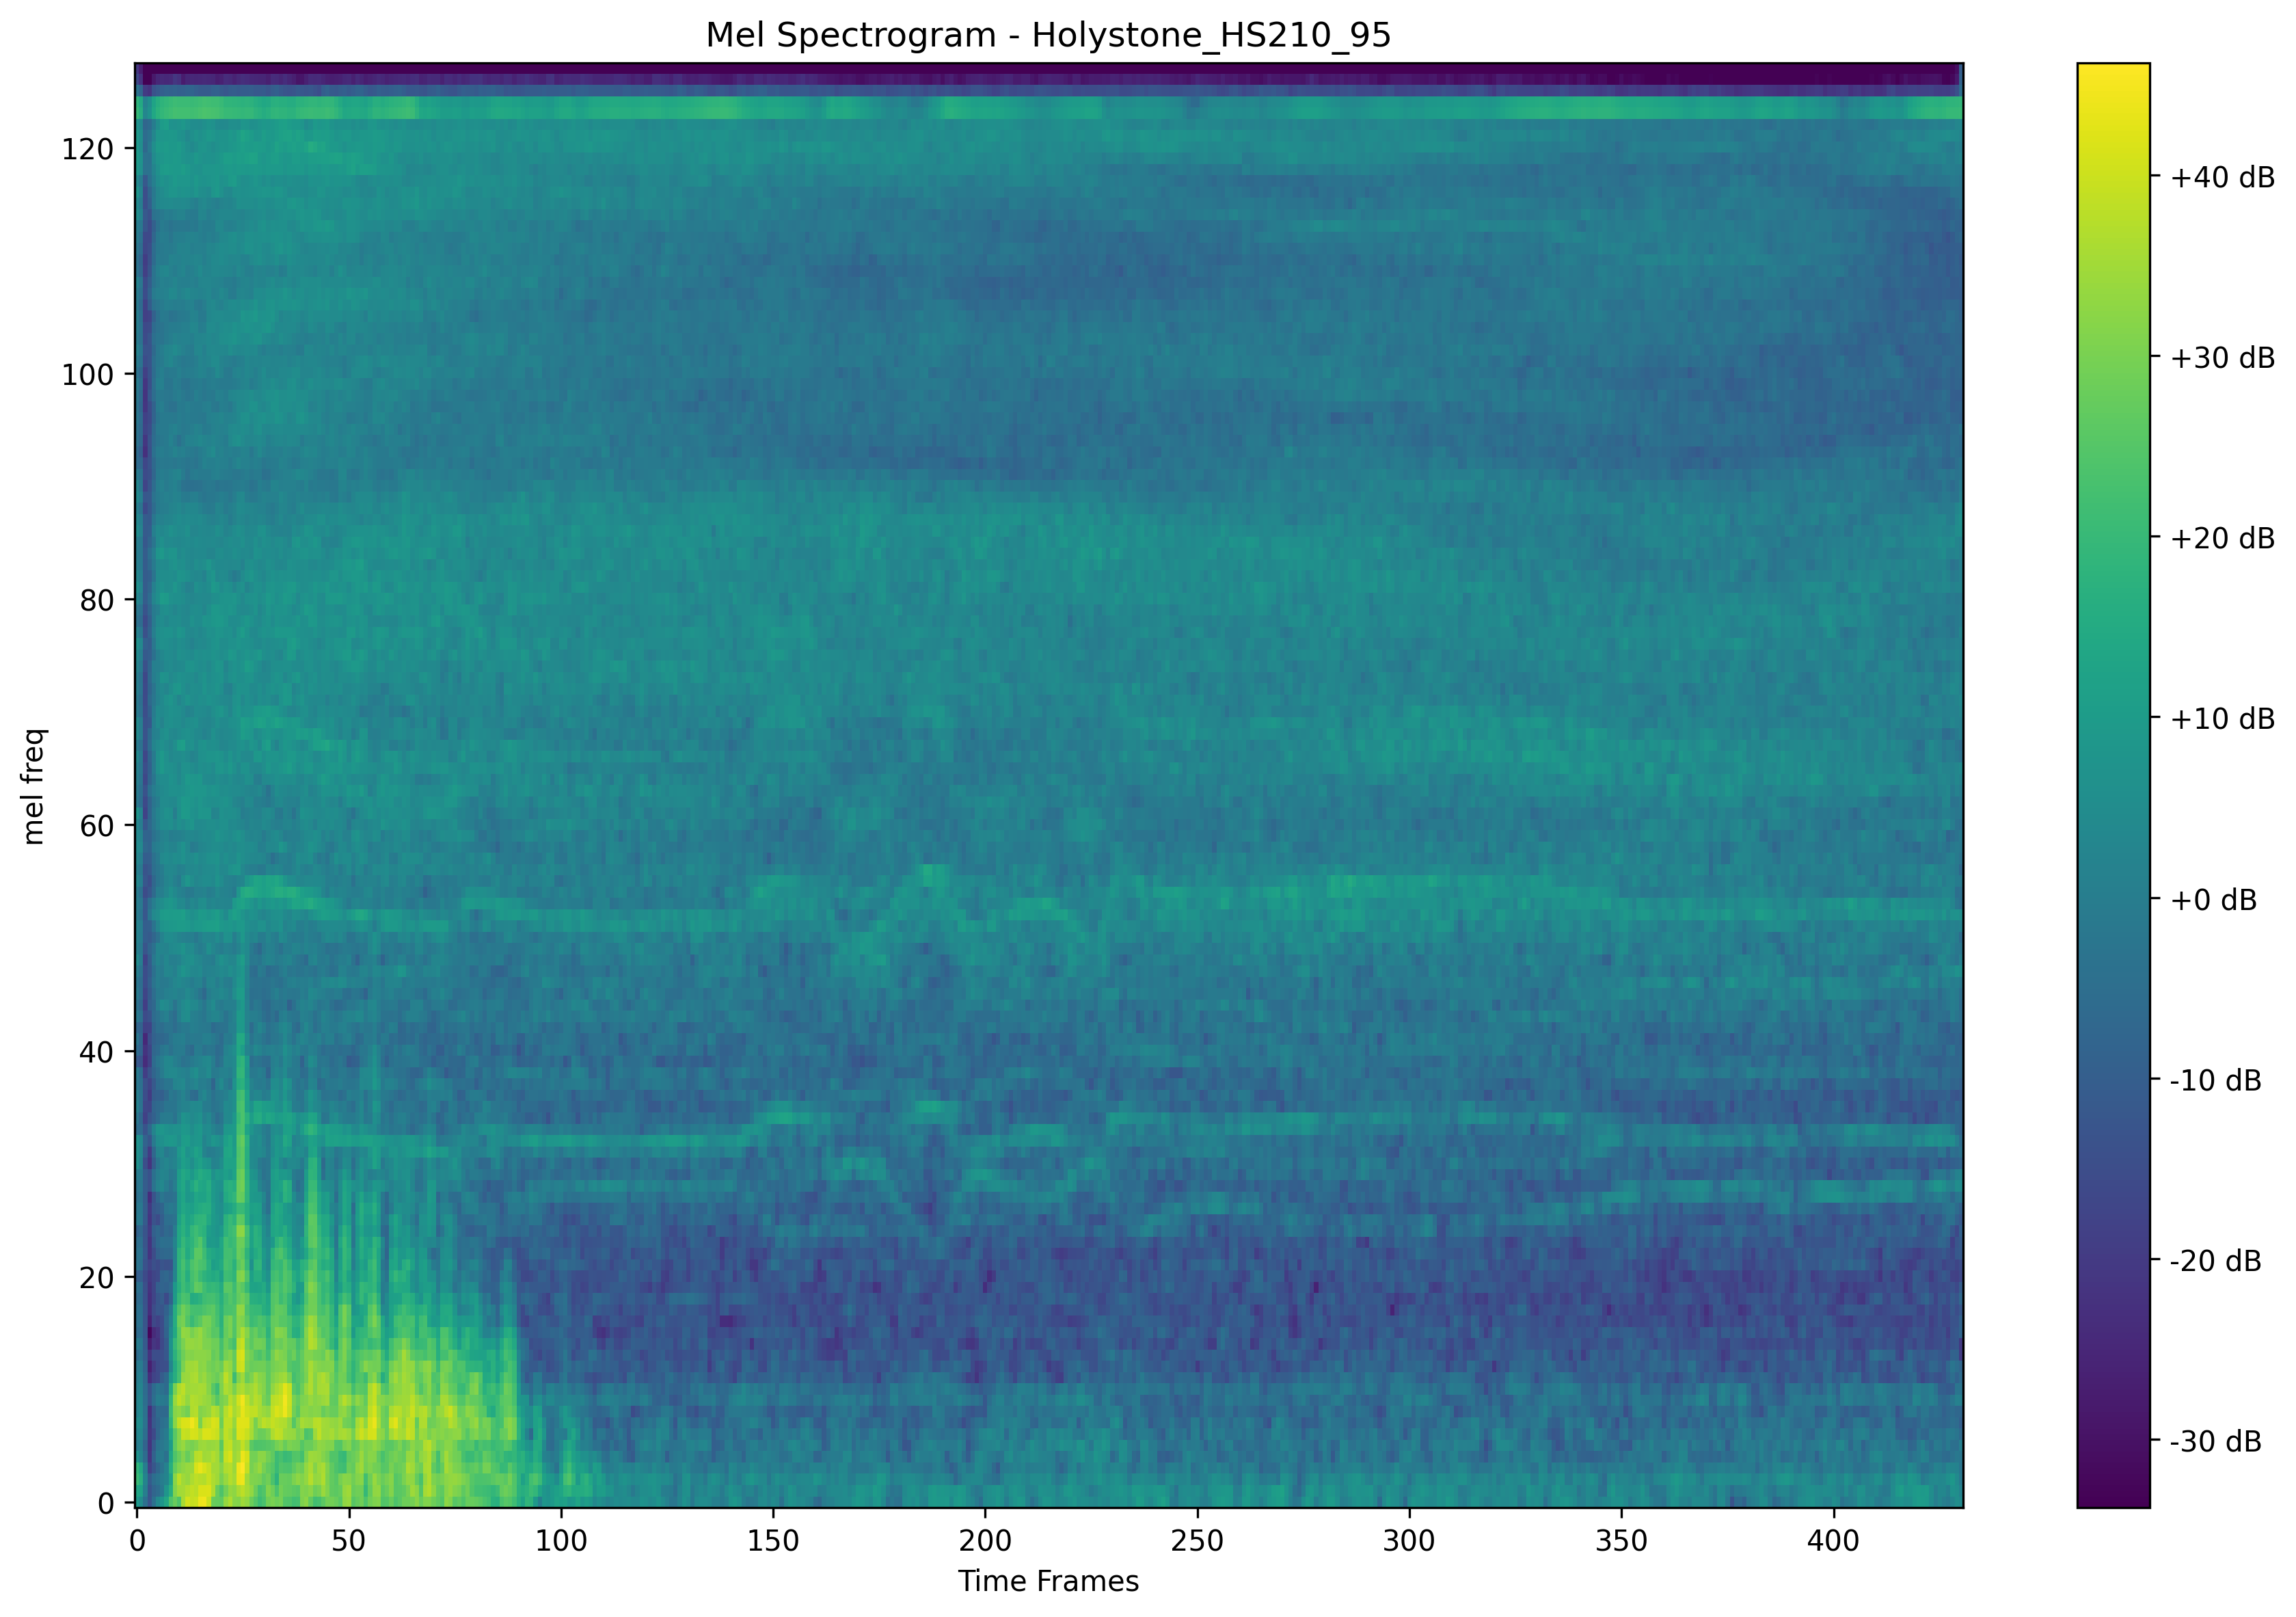 Mel Spectrogram - Holystone_HS210_95
mel freq
120
100
80
60
40
20
0
0 50 100 150 200 250 300 350 400
Time Frames
+40 dB
+30 dB
+20 dB
+10 dB
+0 dB
-10 dB
-20 dB
-30 dB